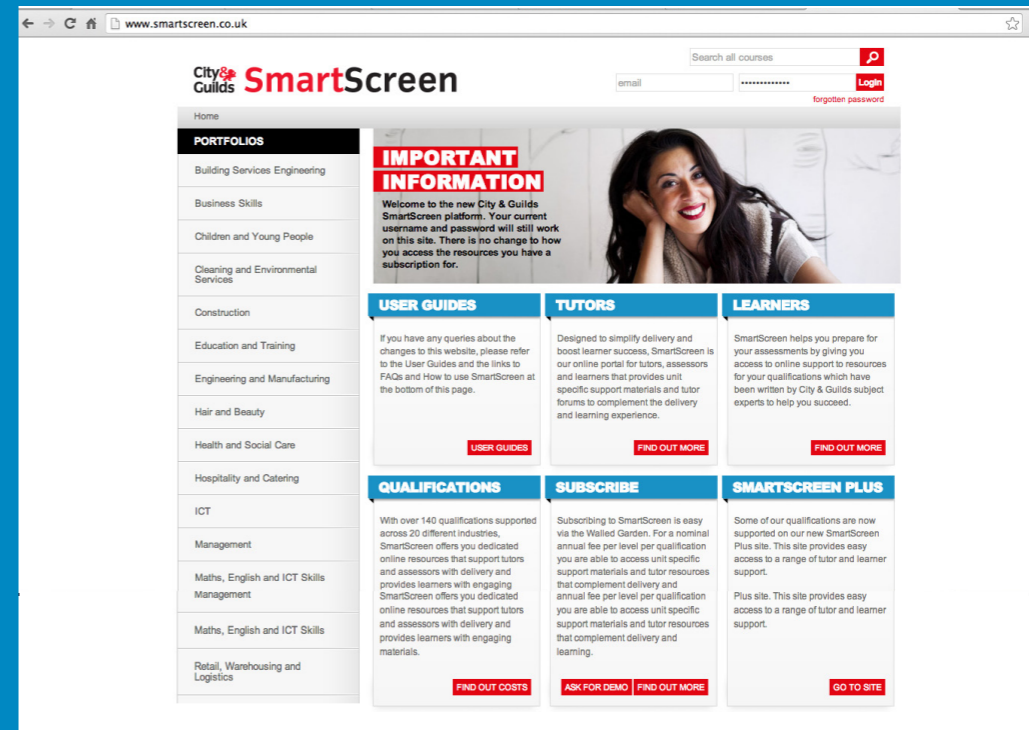 www.smartscreen.co.uk
Search all courses
City & Guilds SmartScreen
email
•••••••••••••
Login
forgotten password
Home
PORTFOLIOS
Building Services Engineering
Business Skills
Children and Young People
Cleaning and Environmental
Services
Construction
Education and Training
Engineering and Manufacturing
Hair and Beauty
Health and Social Care
Hospitality and Catering
ICT
Management
Maths, English and ICT Skills
Management
Maths, English and ICT Skills
Retail, Warehousing and
Logistics
IMPORTANT
INFORMATION
Welcome to the new City & Guilds
SmartScreen platform. Your current
username and password will still work
on this site. There is no change to how
you access the resources you have a
subscription for.
USER GUIDES
If you have any queries about the
changes to this website, please refer
to the User Guides and the links to
FAQs and How to use SmartScreen at
the bottom of this page.
USER GUIDES
TUTORS
Designed to simplify delivery and
boost learner success, SmartScreen is
our online portal for tutors, assessors
and learners that provides unit
specific support materials and tutor
forums to complement the delivery
and learning experience.
FIND OUT MORE
LEARNERS
SmartScreen helps you prepare for
your assessments by giving you
access to online support to resources
for your qualifications which have
been written by City & Guilds subject
experts to help you succeed.
FIND OUT MORE
QUALIFICATIONS
With over 140 qualifications supported
across 20 different industries,
SmartScreen offers you dedicated
online resources that support tutors
and assessors with delivery and
provides learners with engaging
SmartScreen offers you dedicated
online resources that support tutors
and assessors with delivery and
provides learners with engaging
materials.
FIND OUT COSTS
SUBSCRIBE
Subscribing to SmartScreen is easy
via the Walled Garden. For a nominal
annual fee per level per qualification
you are able to access unit specific
support materials and tutor resources
that complement delivery and
annual fee per level per qualification
you are able to access unit specific
support materials and tutor resources
that complement delivery and
learning.
ASK FOR DEMO FIND OUT MORE
SMARTSCREEN PLUS
Some of our qualifications are now
supported on our new SmartScreen
Plus site. This site provides easy
access to a range of tutor and learner
support.
Plus site. This site provides easy
access to a range of tutor and learner
support.
GO TO SITE